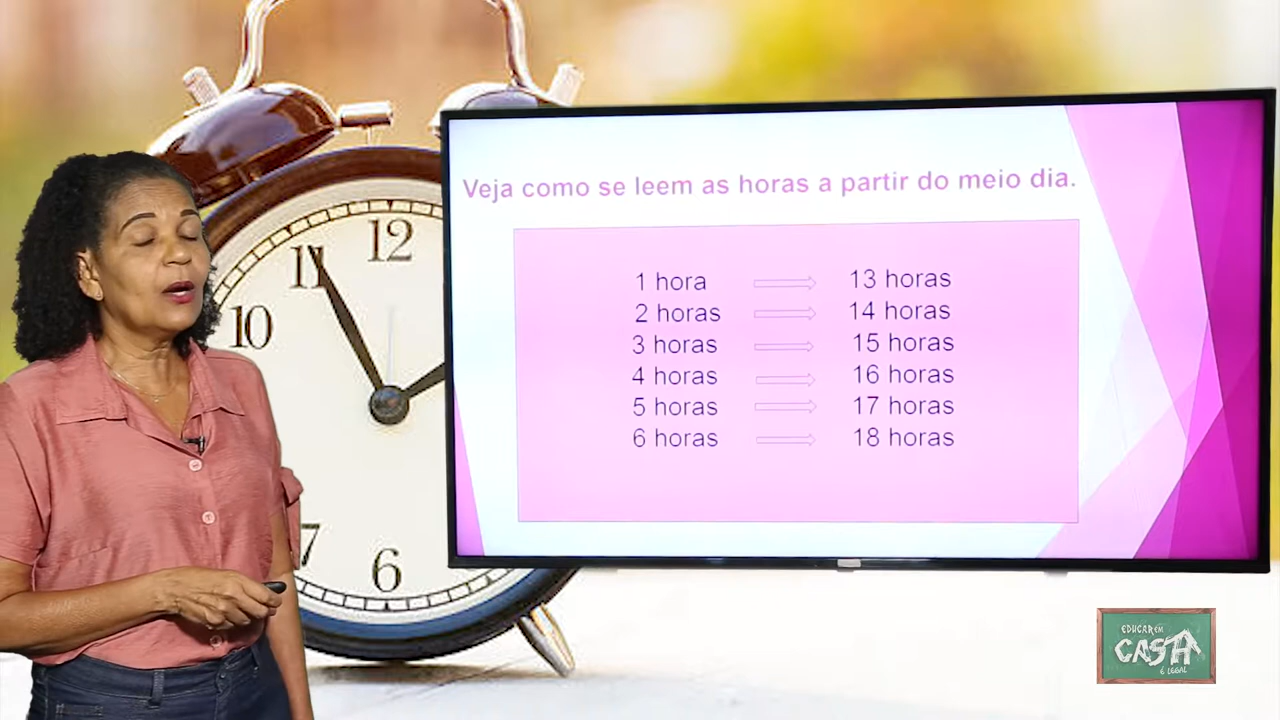 Veja como se leem as horas a partir do meio dia.
1 hora 13 horas
2 horas 14 horas
3 horas 15 horas
4 horas 16 horas
5 horas 17 horas
6 horas 18 horas
12
11
10
7
6
EDUCAR EM
CASA
É LEGAL